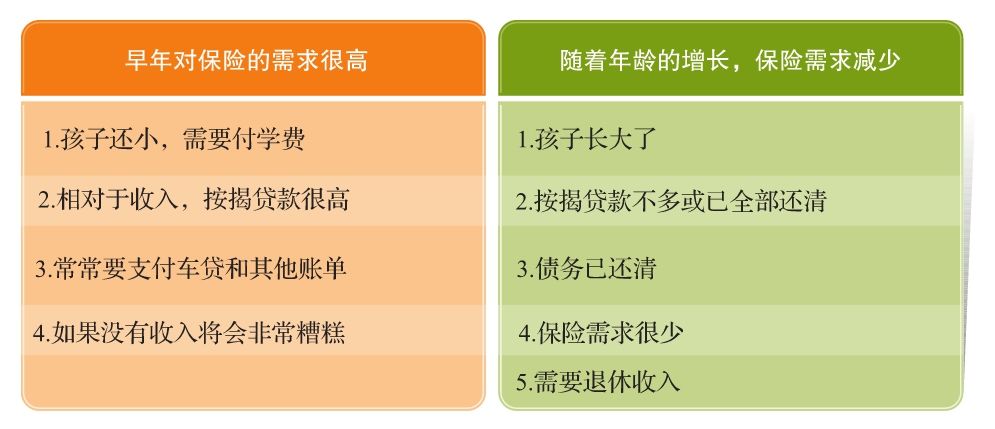 早年对保险的需求很高
1.孩子还小，需要付学费
2.相对于收入，按揭贷款很高
3.常常要支付车贷和其他账单
4.如果没有收入将会非常糟糕
随着年龄的增长，保险需求减少
1.孩子长大了
2.按揭贷款不多或已全部还清
3.债务已还清
4.保险需求很少
5.需要退休收入